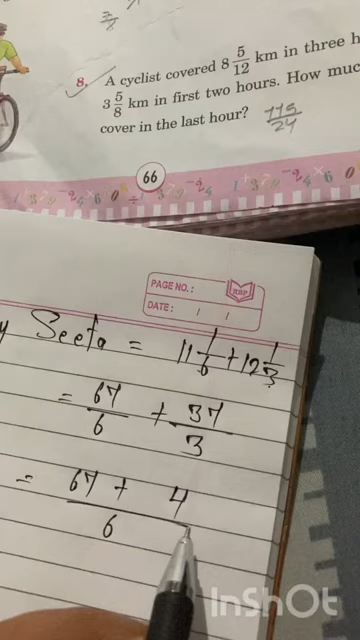 8. A cyclist covered 8 5/12 km in three h
3 5/8 km in first two hours. How muc
cover in the last hour? 115/24
66
PAGE NO.:
DATE: / /
y Seeta = 11 1/6 + 12 1/3
= 67/6 + 37/3
= 67 + 4
6
InShOt